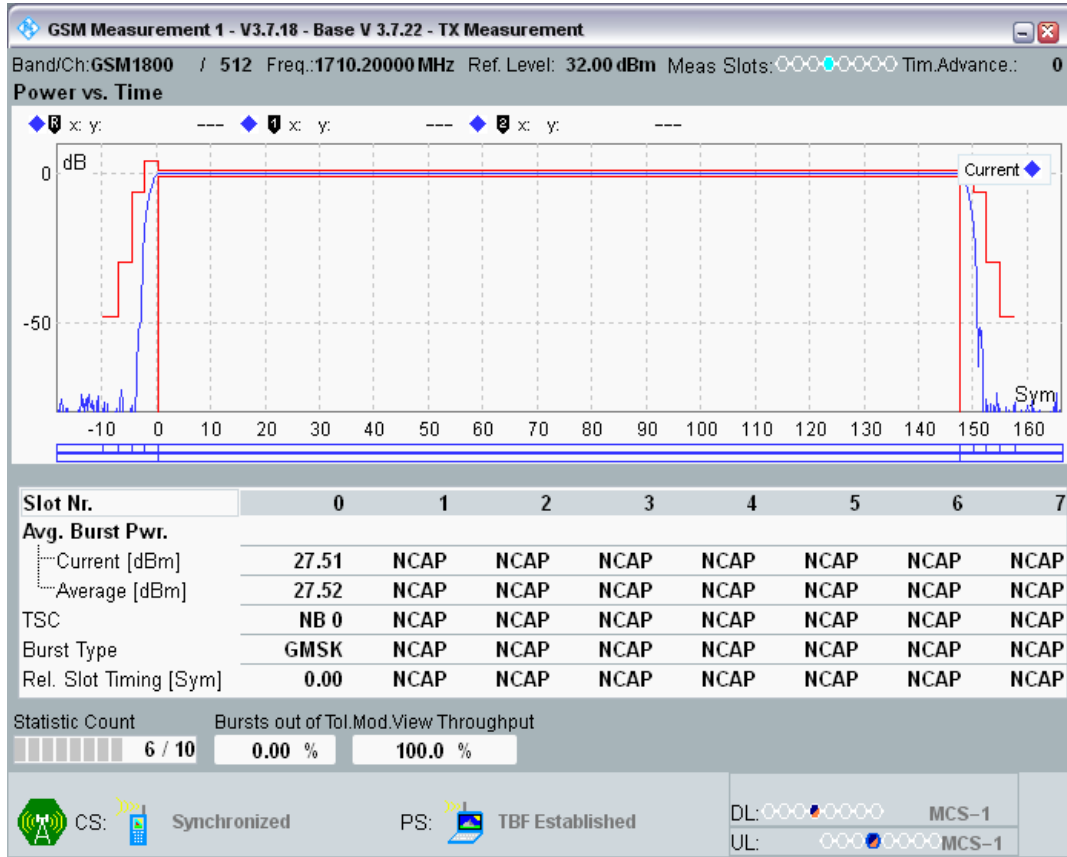 GSM Measurement 1 - V3.7.18 - Base V 3.7.22 - TX Measurement
Band/Ch:GSM1800 / 512 Freq.:1710.20000 MHz Ref. Level: 32.00 dBm Meas Slots: Tim.Advance.: 0
Power vs. Time
R x: y: --- 1 x: y: --- 2 x: y: ---
dB
Current
0
-50
Sym
-10 0 10 20 30 40 50 60 70 80 90 100 110 120 130 140 150 160
Slot Nr. 0 1 2 3 4 5 6 7
Avg. Burst Pwr.
Current [dBm] 27.51 NCAP NCAP NCAP NCAP NCAP NCAP NCAP
Average [dBm] 27.52 NCAP NCAP NCAP NCAP NCAP NCAP NCAP
TSC NB 0 NCAP NCAP NCAP NCAP NCAP NCAP NCAP
Burst Type GMSK NCAP NCAP NCAP NCAP NCAP NCAP NCAP
Rel. Slot Timing [Sym] 0.00 NCAP NCAP NCAP NCAP NCAP NCAP NCAP
Statistic Count Bursts out of Tol.Mod.View Throughput
6 / 10 0.00 % 100.0 %
CS: Synchronized PS: TBF Established DL: MCS-1
UL: MCS-1